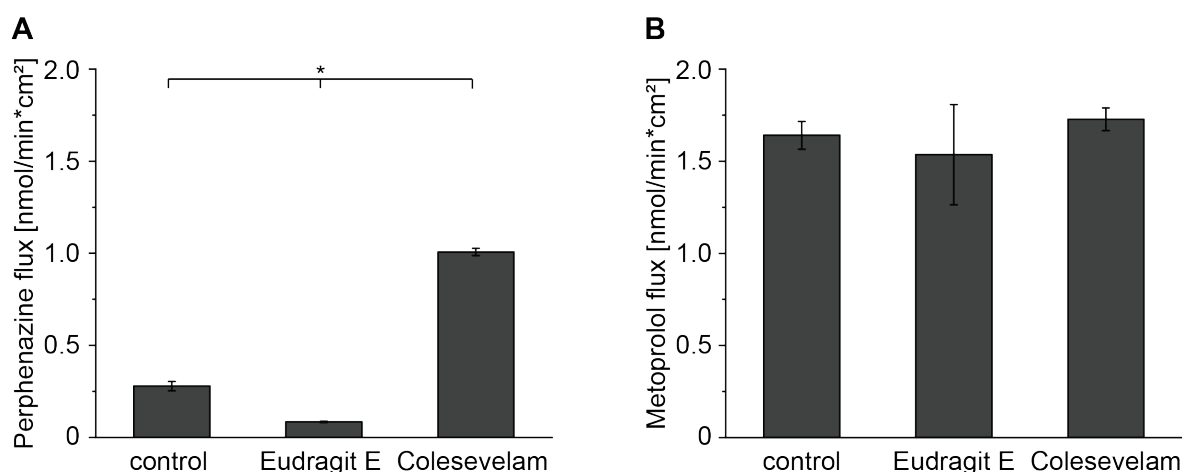 A
Perphenazine flux [nmol/min*cm²]
2.0
1.5
1.0
0.5
0
*
control Eudragit E Colesevelam
B
Metoprolol flux [nmol/min*cm²]
2.0
1.5
1.0
0.5
0
control Eudragit E Colesevelam